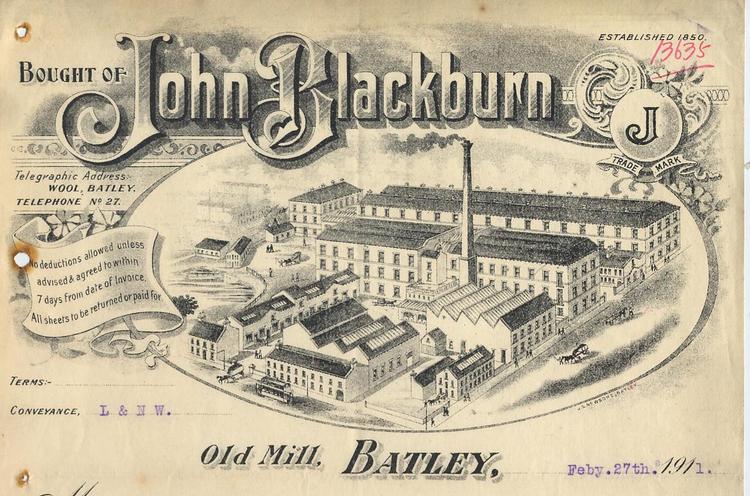 ESTABLISHED 1850.
13635
BOUGHT OF John Blackburn
J
TRADE MARK
Telegraphic Address:-
WOOL, BATLEY.
TELEPHONE No 27.
No deductions allowed unless
advised & agreed to within
7 days from date of Invoice.
All sheets to be returned or paid for.
TERMS:-
CONVEYANCE, L & N W.
Old Mill, BATLEY, Feby. 27th. 1911.